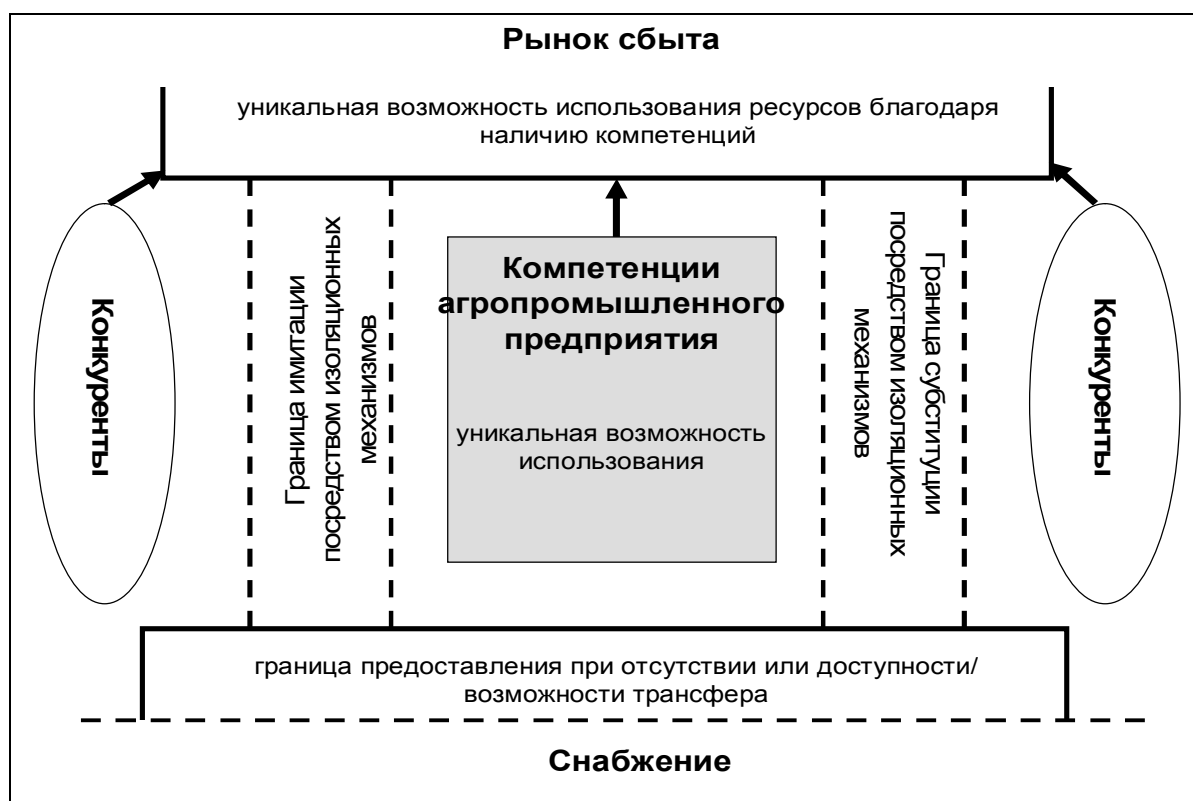 Рынок сбыта
уникальная возможность использования ресурсов благодаря
наличию компетенций
Конкуренты
Граница имитации
посредством изоляционных
механизмов
Компетенции
агропромышленного
предприятия
уникальная возможность
использования
Граница субституции
посредством изоляционных
механизмов
Конкуренты
граница предоставления при отсутствии или доступности/
возможности трансфера
Снабжение